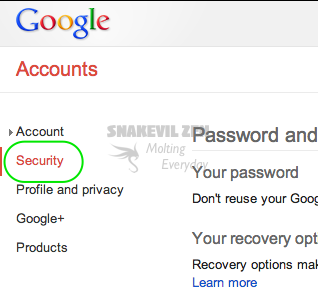 Google
Accounts
Account
Security
Profile and privacy
Google+
Products
SNAKEVIL ZEN
Molting
Everyday
Password and
Your password
Don't reuse your Goog
Your recovery opt
Recovery options mak
Learn more